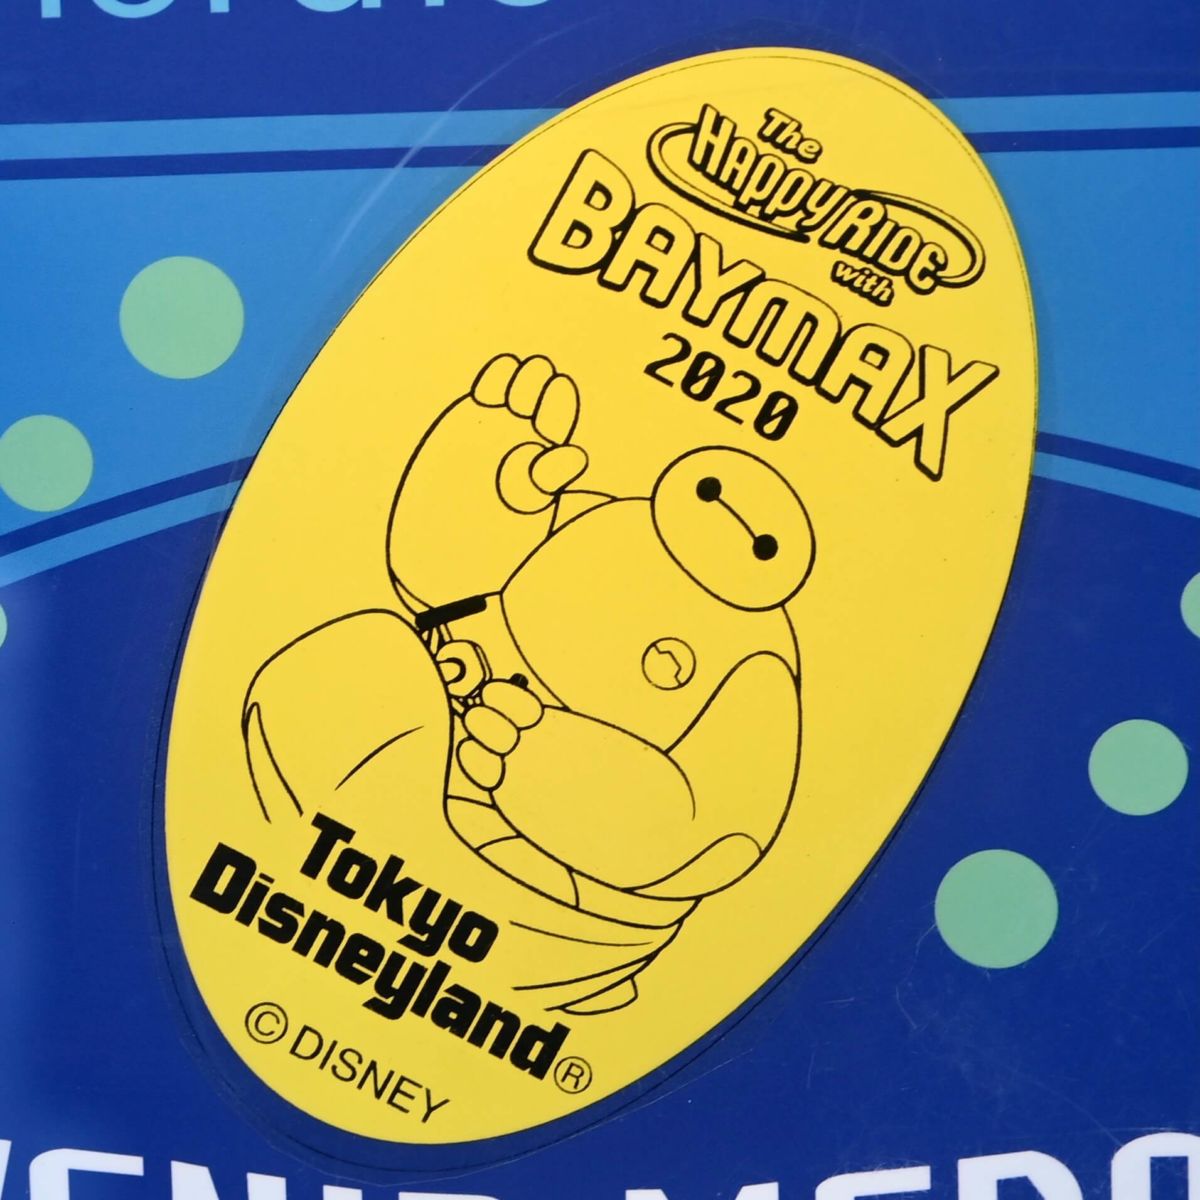 The
HAPPY RIDE
with
BAYMAX
2020
Tokyo
Disneyland®
© DISNEY